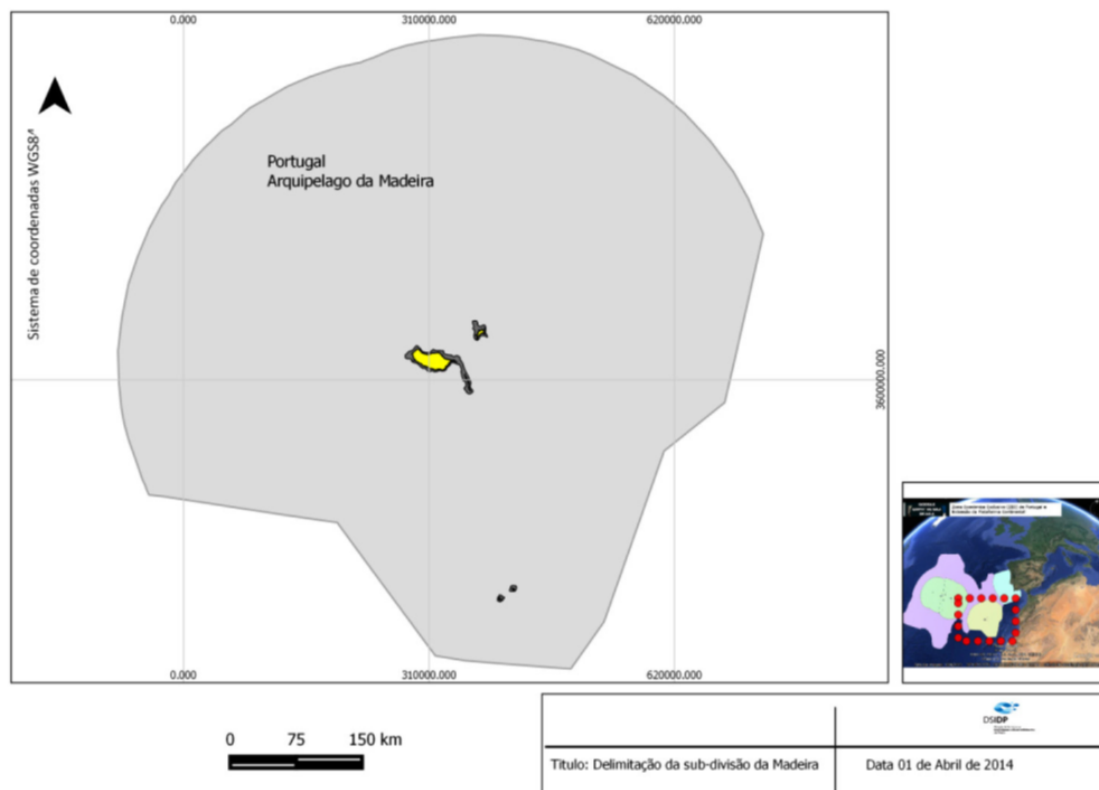 0.000
310000.000
620000.000
Sistema de coordenadas WGS84
Portugal
Arquipelago da Madeira
3600000.000
0.000
310000.000
620000.000
0
75
150 km
DSIDP
Titulo: Delimitação da sub-divisão da Madeira
Data 01 de Abril de 2014